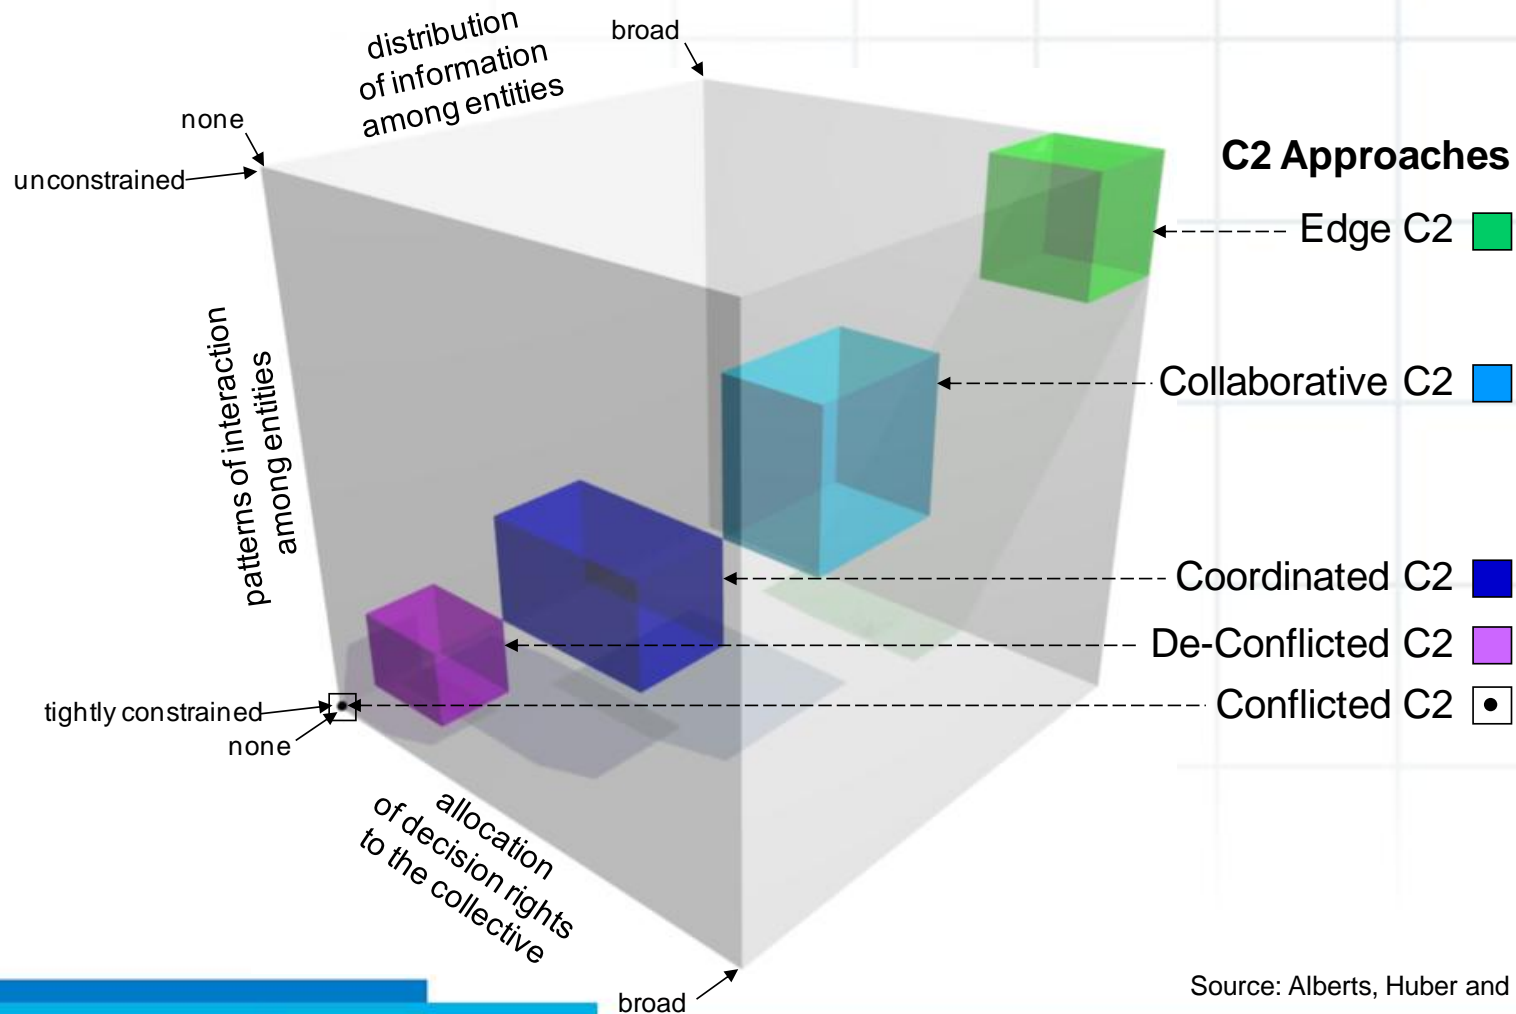 distribution
of information
among entities
broad
none
unconstrained
C2 Approaches
Edge C2
Collaborative C2
patterns of interaction
among entities
Coordinated C2
De-Conflicted C2
Conflicted C2
tightly constrained
none
allocation
of decision rights
to the collective
broad
Source: Alberts, Huber and